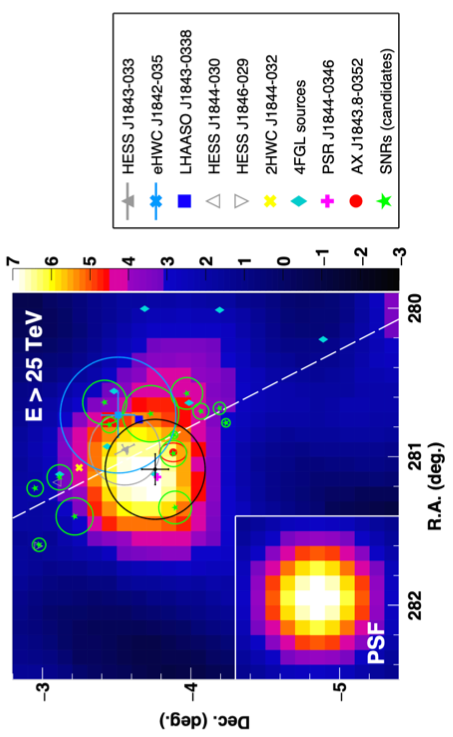 HESS J1843-033
eHWC J1842-035
LHAASO J1843-0338
HESS J1844-030
HESS J1846-029
2HWC J1844-032
4FGL sources
PSR J1844-0346
AX J1843.8-0352
SNRs (candidates)
7
6
5
4
3
2
1
0
−1
−2
−3
E > 25 TeV
PSF
−3
−4
−5
Dec. (deg.)
282
281
280
R.A. (deg.)